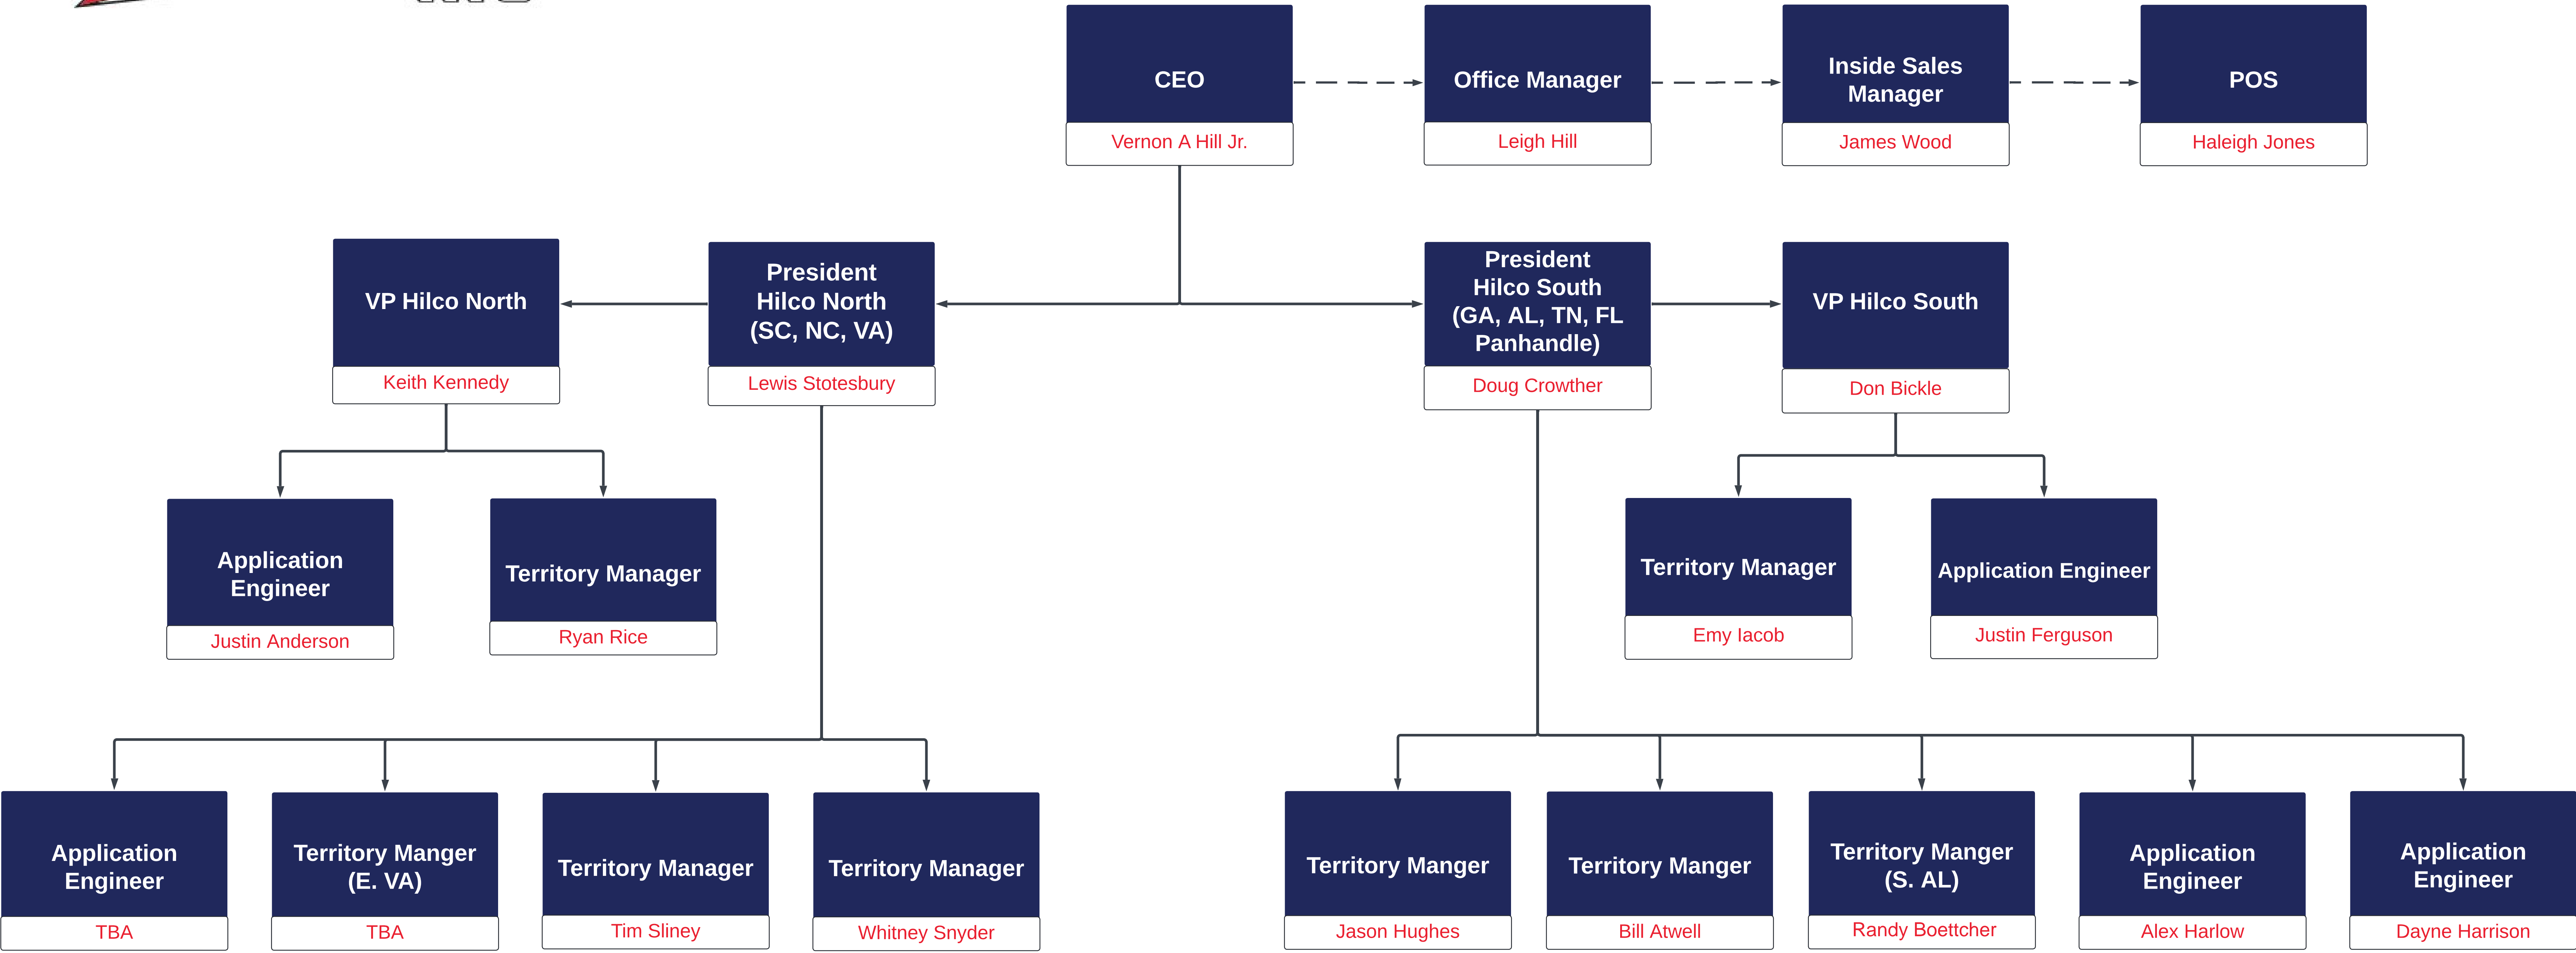 CEO
Vernon A Hill Jr.
Office Manager
Leigh Hill
Inside Sales
Manager
James Wood
POS
Haleigh Jones
VP Hilco North
Keith Kennedy
President
Hilco North
(SC, NC, VA)
Lewis Stotesbury
President
Hilco South
(GA, AL, TN, FL
Panhandle)
Doug Crowther
VP Hilco South
Don Bickle
Application
Engineer
Justin Anderson
Territory Manager
Ryan Rice
Territory Manager
Emy Iacob
Application Engineer
Justin Ferguson
Application
Engineer
TBA
Territory Manger
(E. VA)
TBA
Territory Manager
Tim Sliney
Territory Manager
Whitney Snyder
Territory Manger
Jason Hughes
Territory Manger
Bill Atwell
Territory Manger
(S. AL)
Randy Boettcher
Application
Engineer
Alex Harlow
Application
Engineer
Dayne Harrison